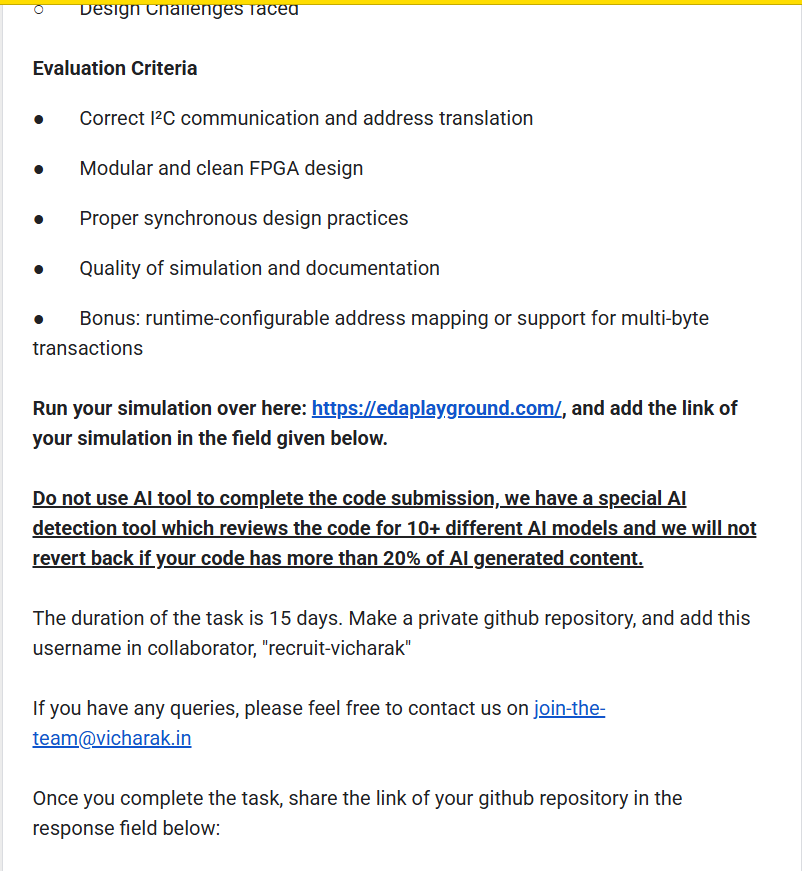 ○ Design Challenges faced
Evaluation Criteria
● Correct I²C communication and address translation
● Modular and clean FPGA design
● Proper synchronous design practices
● Quality of simulation and documentation
● Bonus: runtime-configurable address mapping or support for multi-byte
transactions
Run your simulation over here: https://edaplayground.com/, and add the link of
your simulation in the field given below.
Do not use AI tool to complete the code submission, we have a special AI
detection tool which reviews the code for 10+ different AI models and we will not
revert back if your code has more than 20% of AI generated content.
The duration of the task is 15 days. Make a private github repository, and add this
username in collaborator, "recruit-vicharak"
If you have any queries, please feel free to contact us on join-the-
team@vicharak.in
Once you complete the task, share the link of your github repository in the
response field below: